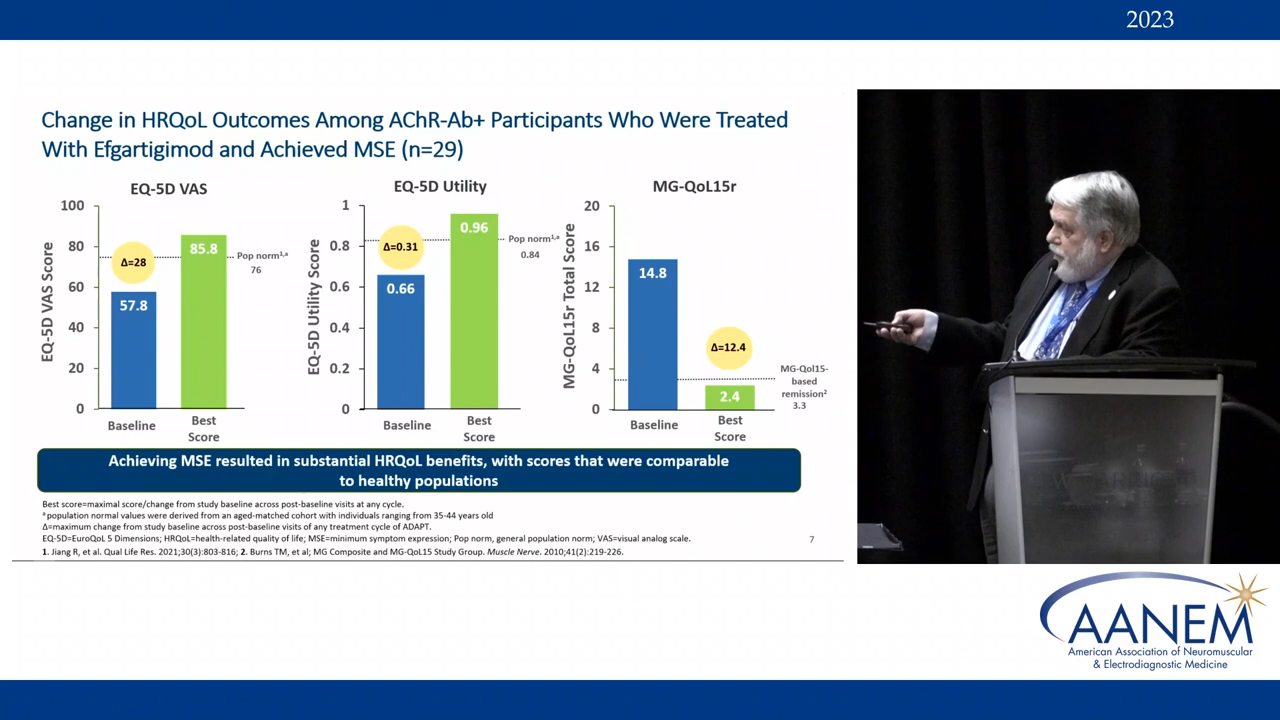 2023
Change in HRQoL Outcomes Among AChR-Ab+ Participants Who Were Treated
With Efgartigimod and Achieved MSE (n=29)
EQ-5D VAS
EQ-5D VAS Score
100
80
60
40
20
0
Δ=28
57.8
85.8
Pop norm¹,ᵃ
76
Baseline
Best
Score
EQ-5D Utility
EQ-5D Utility Score
1
0.8
0.6
0.4
0.2
0
Δ=0.31
0.66
0.96
Pop norm¹,ᵃ
0.84
Baseline
Best
Score
MG-QoL15r
MG-QoL15r Total Score
20
16
12
8
4
0
14.8
Δ=12.4
2.4
MG-Qol15-
based
remission²
3.3
Baseline
Best
Score
Achieving MSE resulted in substantial HRQoL benefits, with scores that were comparable
to healthy populations
Best score=maximal score/change from study baseline across post-baseline visits at any cycle.
ᵃ population normal values were derived from an aged-matched cohort with individuals ranging from 35-44 years old
Δ=maximum change from study baseline across post-baseline visits of any treatment cycle of ADAPT.
EQ-5D=EuroQoL 5 Dimensions; HRQoL=health-related quality of life; MSE=minimum symptom expression; Pop norm, general population norm; VAS=visual analog scale.
7
1. Jiang R, et al. Qual Life Res. 2021;30(3):803-816; 2. Burns TM, et al; MG Composite and MG-QoL15 Study Group. Muscle Nerve. 2010;41(2):219-226.
AANEM
American Association of Neuromuscular
& Electrodiagnostic Medicine